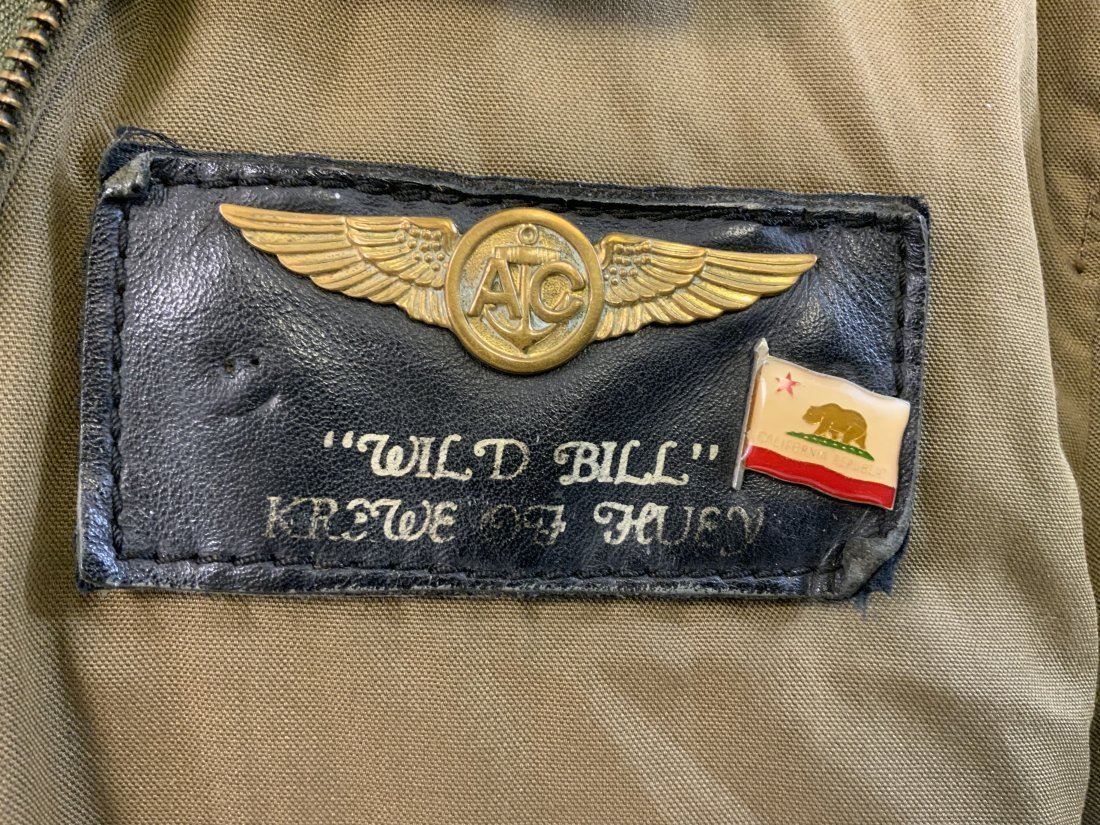 AC
"WILD BILL"
CALIFORNIA REPUBLIC
KREWE OF HUEY